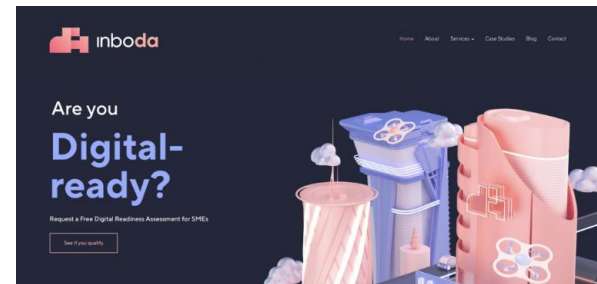 inboda
Home About Services Case Studies Blog Contact
Are you
Digital-
ready?
Request a Free Digital Readiness Assessment for SMEs
See if you qualify